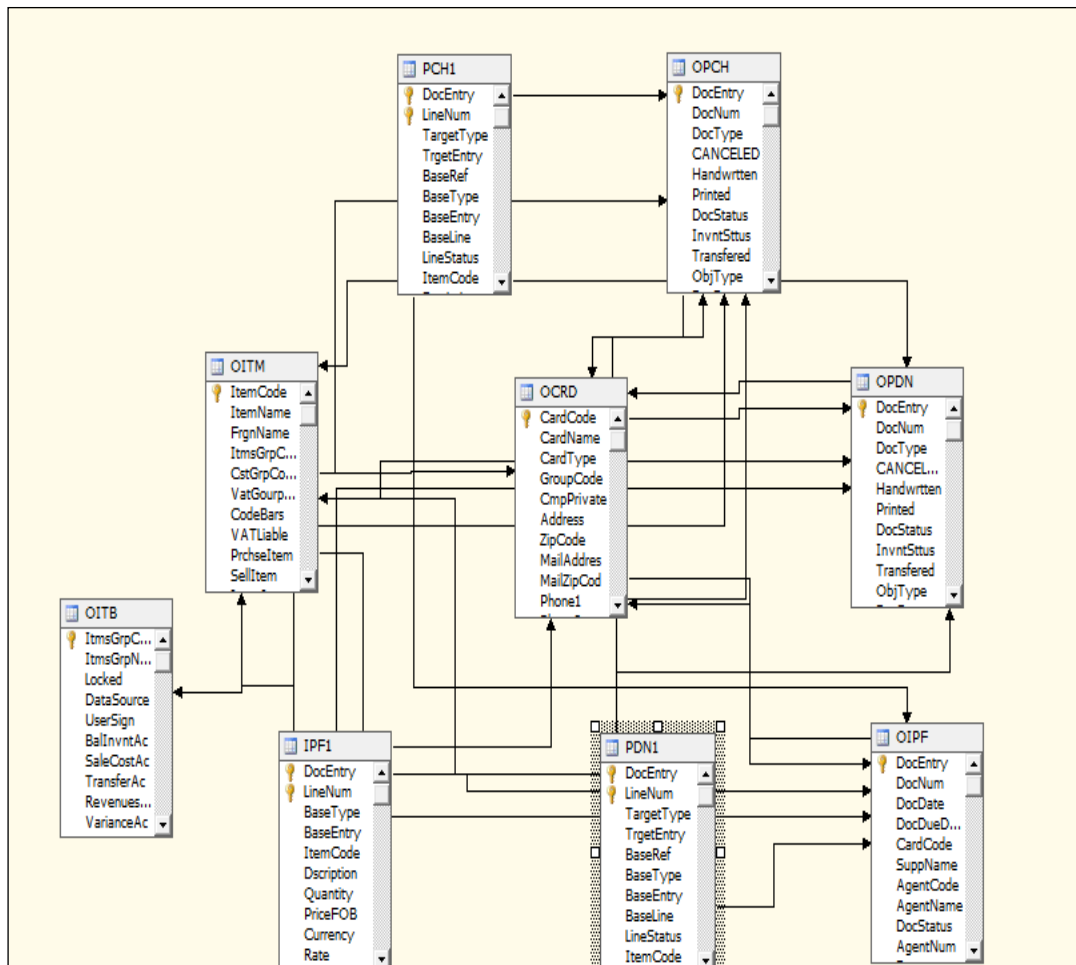 PCH1
DocEntry
LineNum
TargetType
TrgetEntry
BaseRef
BaseType
BaseEntry
BaseLine
LineStatus
ItemCode
OPCH
DocEntry
DocNum
DocType
CANCELED
Handwrtten
Printed
DocStatus
InvntSttus
Transfered
ObjType
OITM
ItemCode
ItemName
FrgnName
ItmsGrpC...
CstGrpCo...
VatGourp...
CodeBars
VATLiable
PrchseItem
SellItem
OCRD
CardCode
CardName
CardType
GroupCode
CmpPrivate
Address
ZipCode
MailAddres
MailZipCod
Phone1
OPDN
DocEntry
DocNum
DocType
CANCEL...
Handwrtten
Printed
DocStatus
InvntSttus
Transfered
ObjType
OITB
ItmsGrpC...
ItmsGrpN...
Locked
DataSource
UserSign
BalInvntAc
SaleCostAc
TransferAc
Revenues...
VarianceAc
IPF1
DocEntry
LineNum
BaseType
BaseEntry
ItemCode
Dscription
Quantity
PriceFOB
Currency
Rate
PDN1
DocEntry
LineNum
TargetType
TrgetEntry
BaseRef
BaseType
BaseEntry
BaseLine
LineStatus
ItemCode
OIPF
DocEntry
DocNum
DocDate
DocDueD...
CardCode
SuppName
AgentCode
AgentName
DocStatus
AgentNum